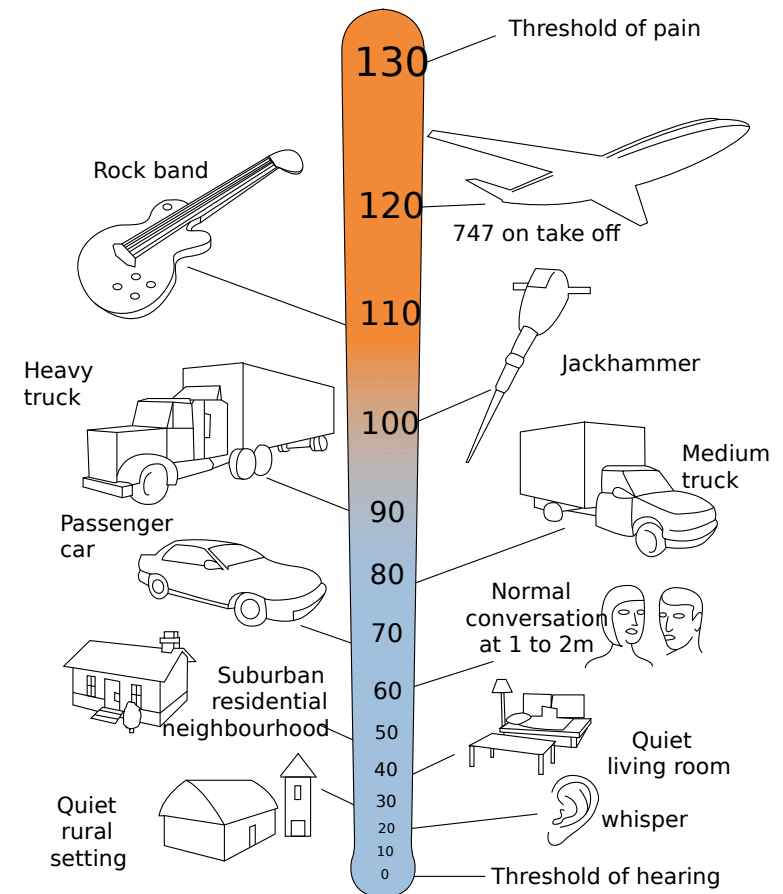 Threshold of pain
130
Rock band
120
747 on take off
110
Jackhammer
Heavy
truck
100
Medium
truck
90
Passenger
car
80
Normal
conversation
at 1 to 2m
70
Suburban
residential
neighbourhood
60
50
Quiet
living room
40
30
Quiet
rural
setting
20
whisper
10
0
Threshold of hearing